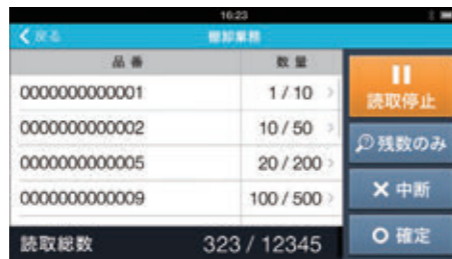 16:23
戻る
棚卸業務
品番 数量
0000000000001 1 / 10
0000000000002 10 / 50
0000000000005 20 / 200
0000000000009 100 / 500
読取総数 323 / 12345
読取停止
残数のみ
× 中断
○ 確定